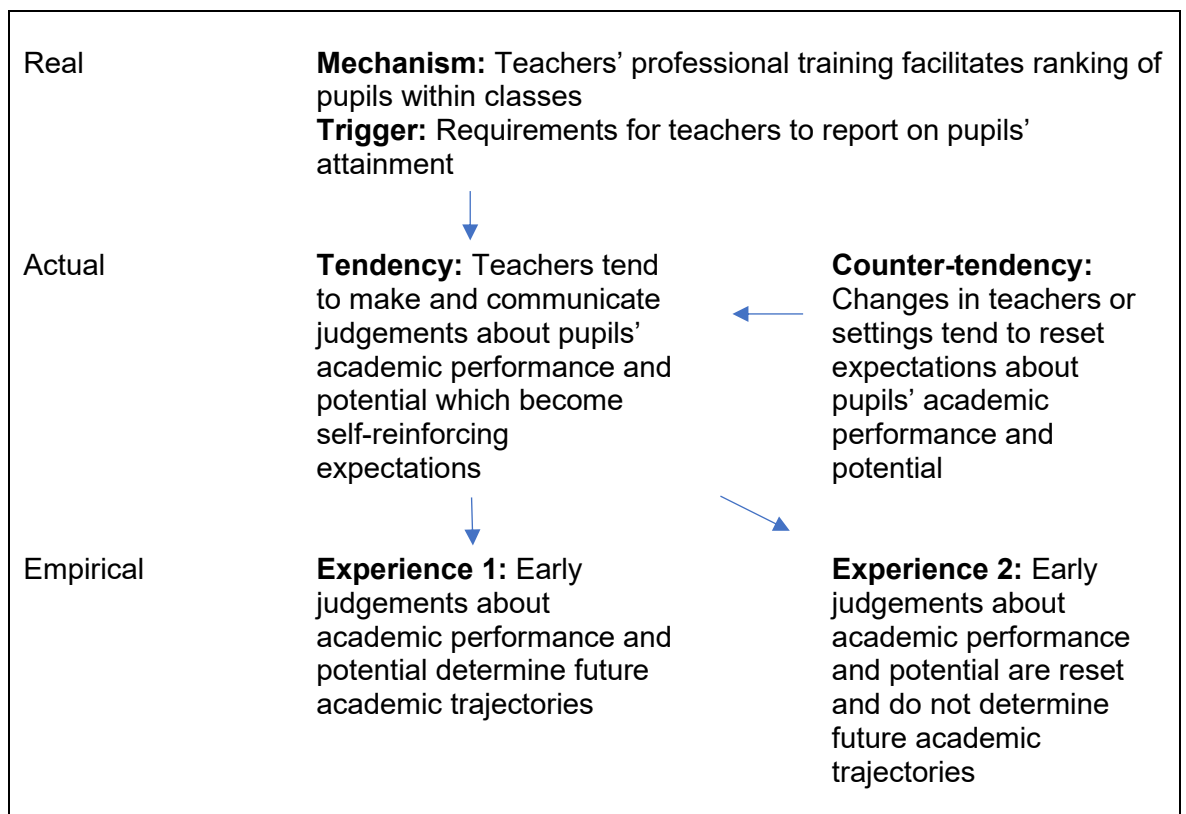 Real
Mechanism: Teachers’ professional training facilitates ranking of
pupils within classes
Trigger: Requirements for teachers to report on pupils’
attainment
Actual
Tendency: Teachers tend
to make and communicate
judgements about pupils’
academic performance and
potential which become
self-reinforcing
expectations
Counter-tendency:
Changes in teachers or
settings tend to reset
expectations about
pupils’ academic
performance and
potential
Empirical
Experience 1: Early
judgements about
academic performance and
potential determine future
academic trajectories
Experience 2: Early
judgements about
academic performance
and potential are reset
and do not determine
future academic
trajectories